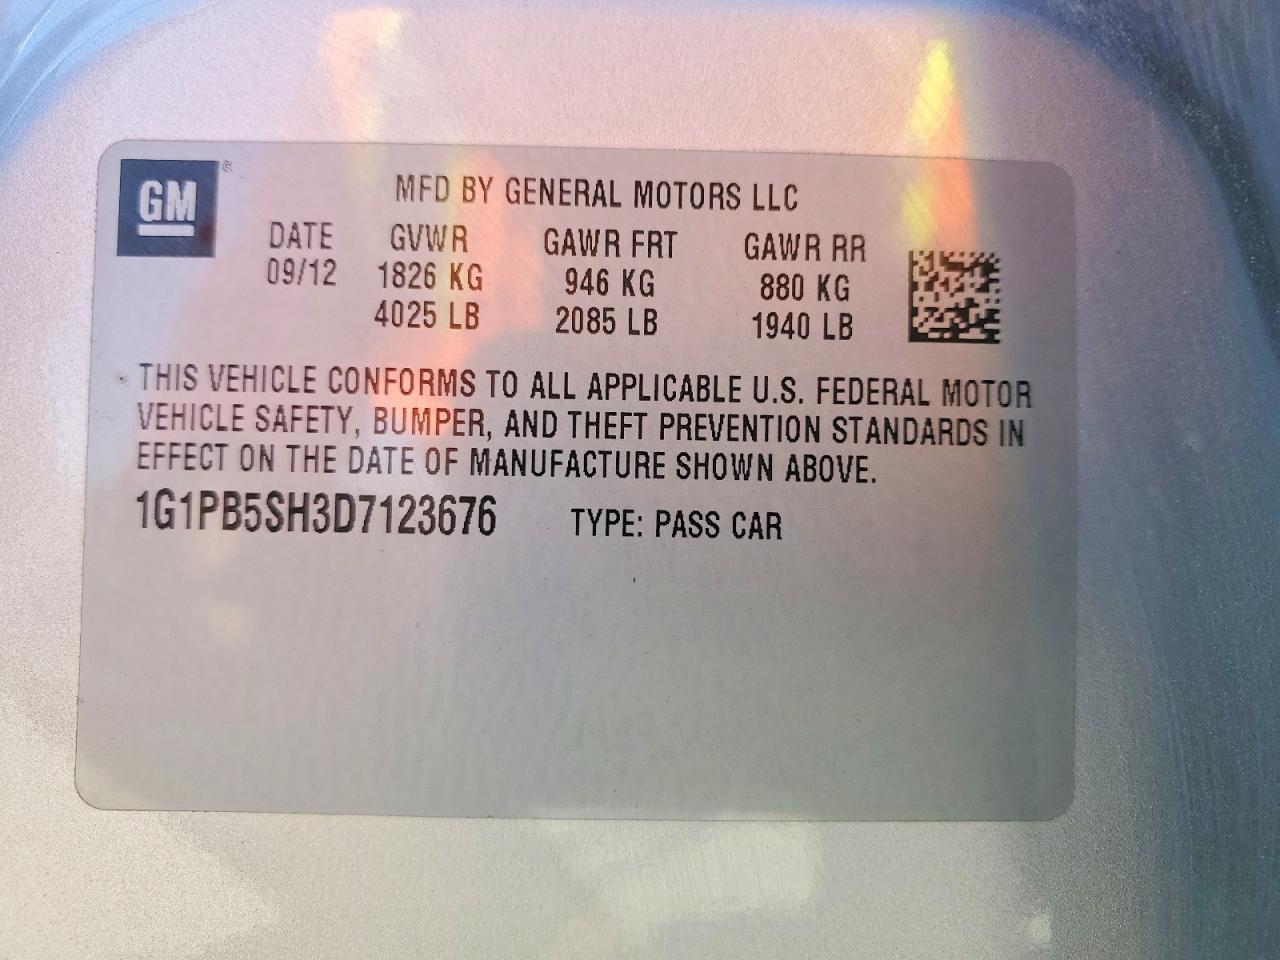 GM ®
MFD BY GENERAL MOTORS LLC
DATE GVWR GAWR FRT GAWR RR
09/12 1826 KG 946 KG 880 KG
4025 LB 2085 LB 1940 LB
THIS VEHICLE CONFORMS TO ALL APPLICABLE U.S. FEDERAL MOTOR
VEHICLE SAFETY, BUMPER, AND THEFT PREVENTION STANDARDS IN
EFFECT ON THE DATE OF MANUFACTURE SHOWN ABOVE.
1G1PB5SH3D7123676 TYPE: PASS CAR